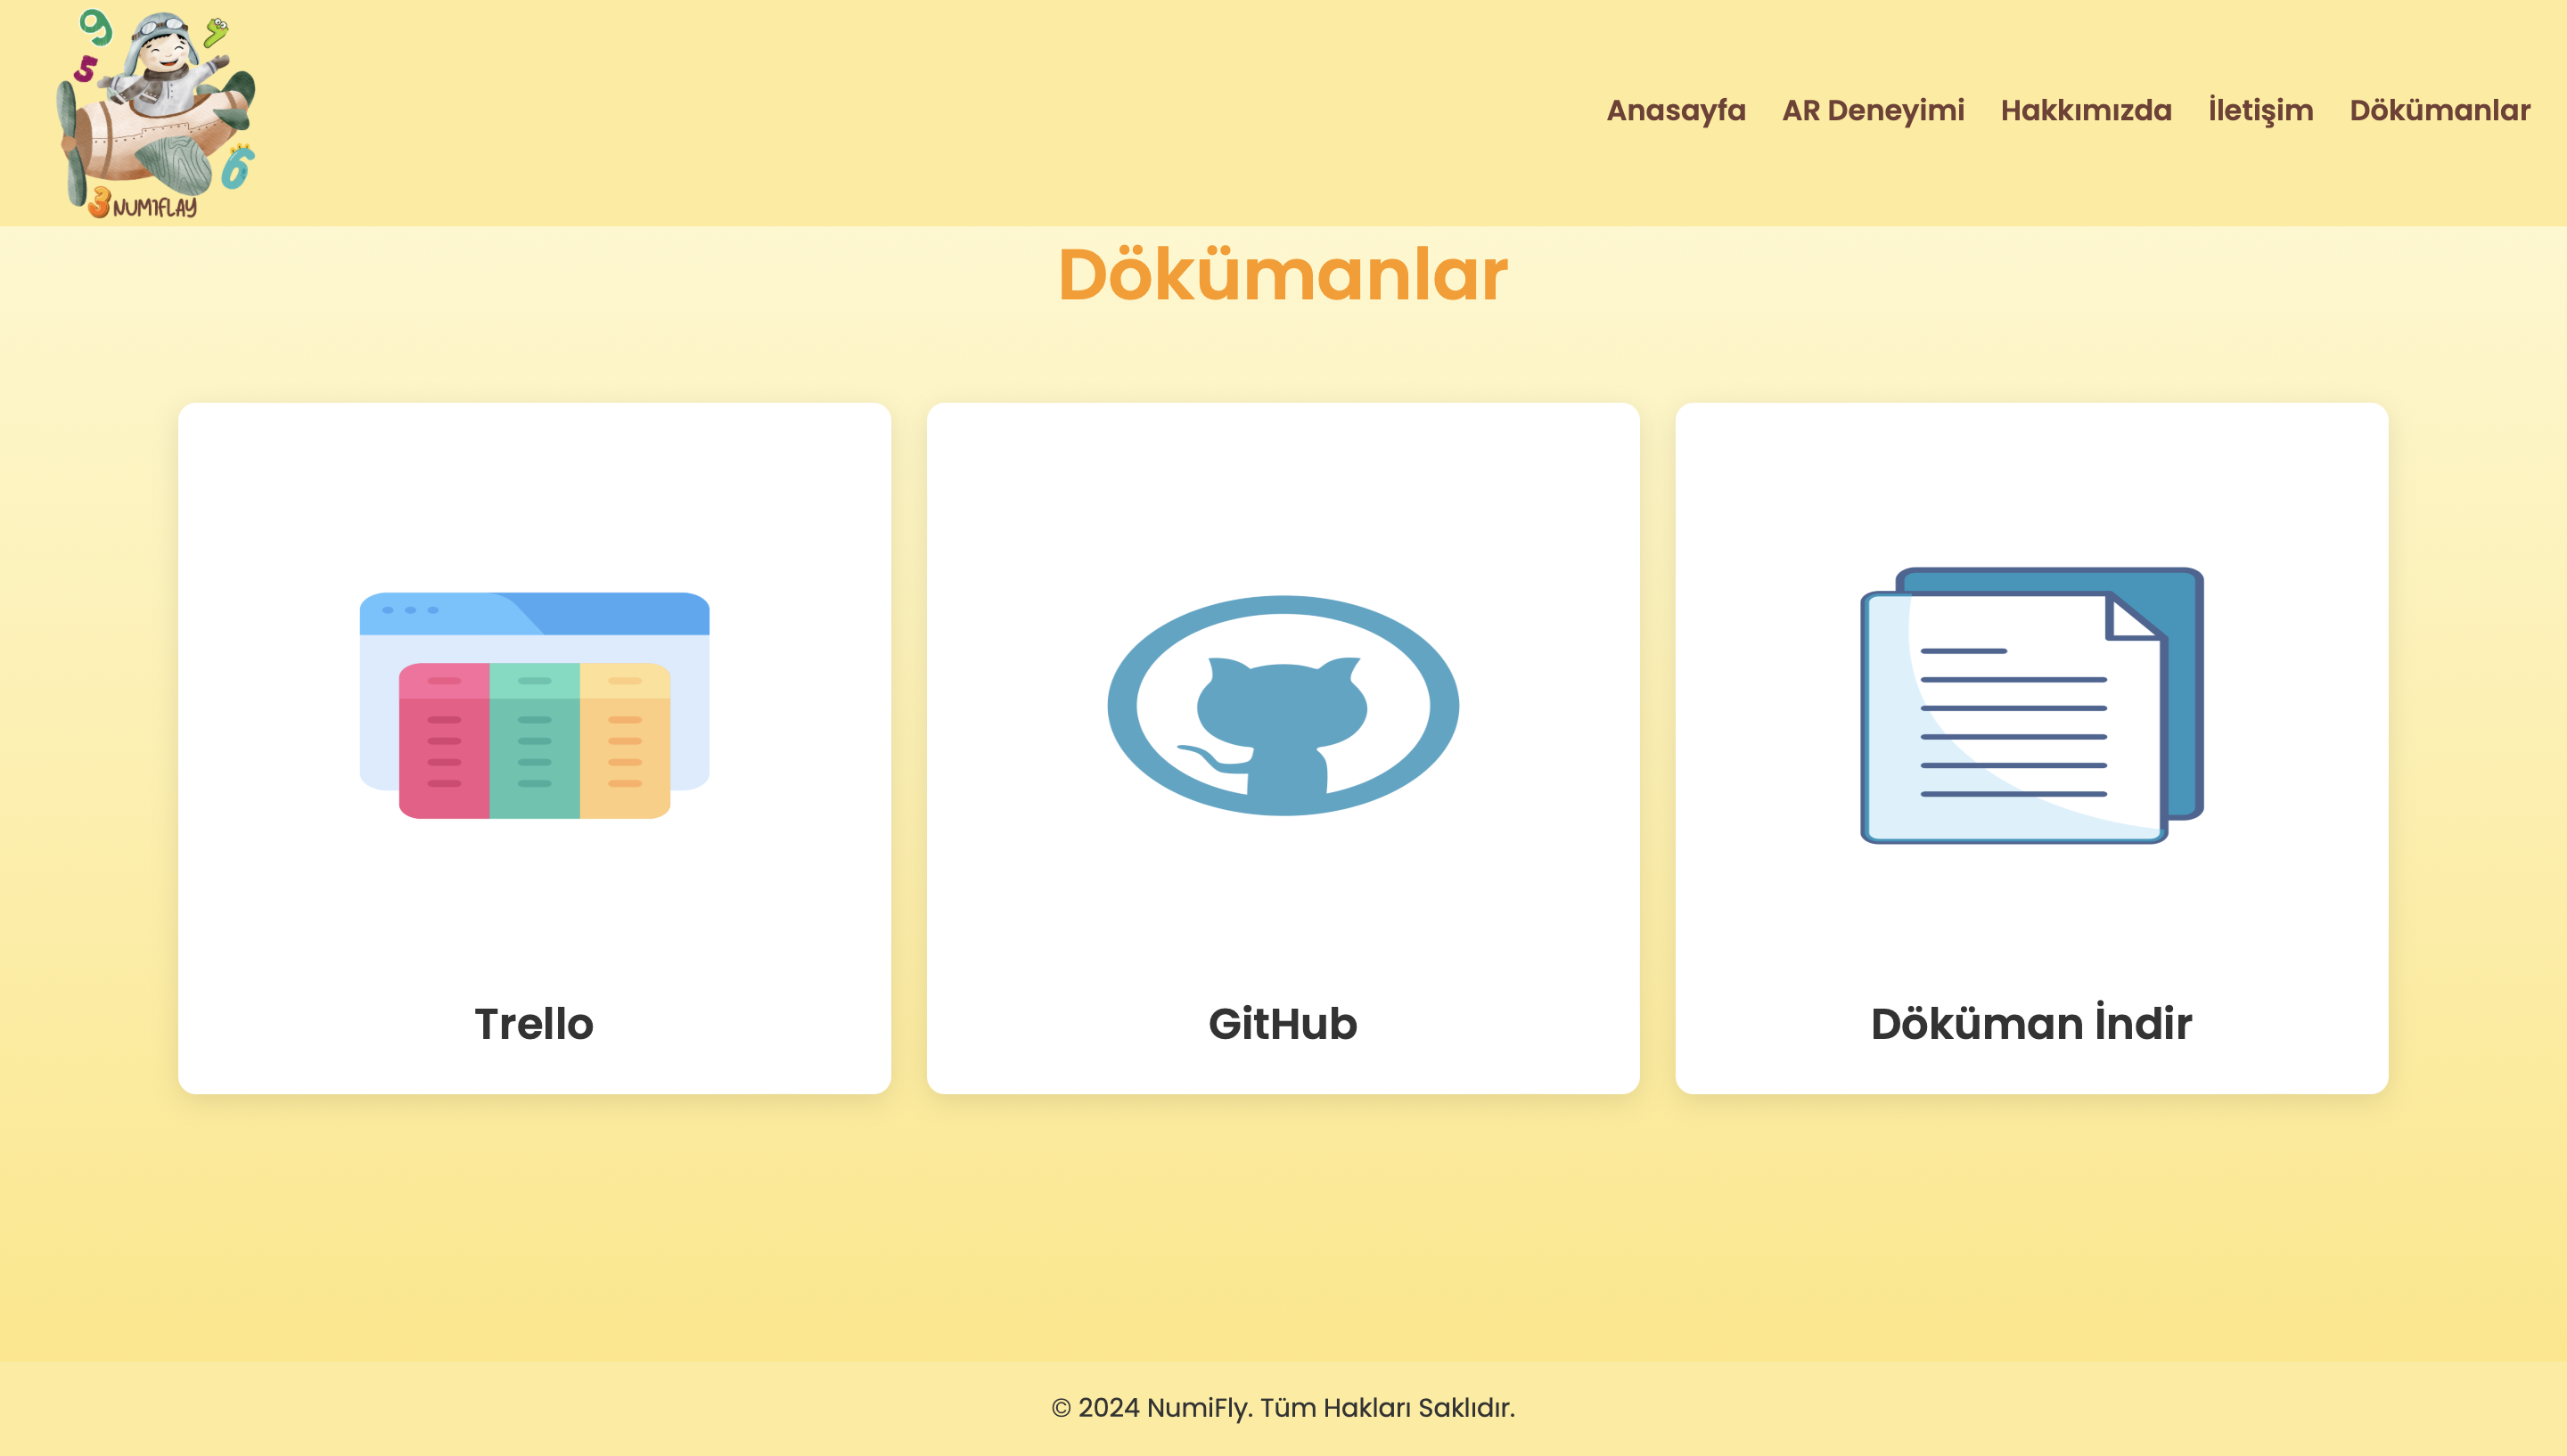 9
5
6
3 NUMIFLAY
Anasayfa AR Deneyimi Hakkımızda İletişim Dökümanlar
Dökümanlar
Trello GitHub Döküman İndir
© 2024 NumiFly. Tüm Hakları Saklıdır.